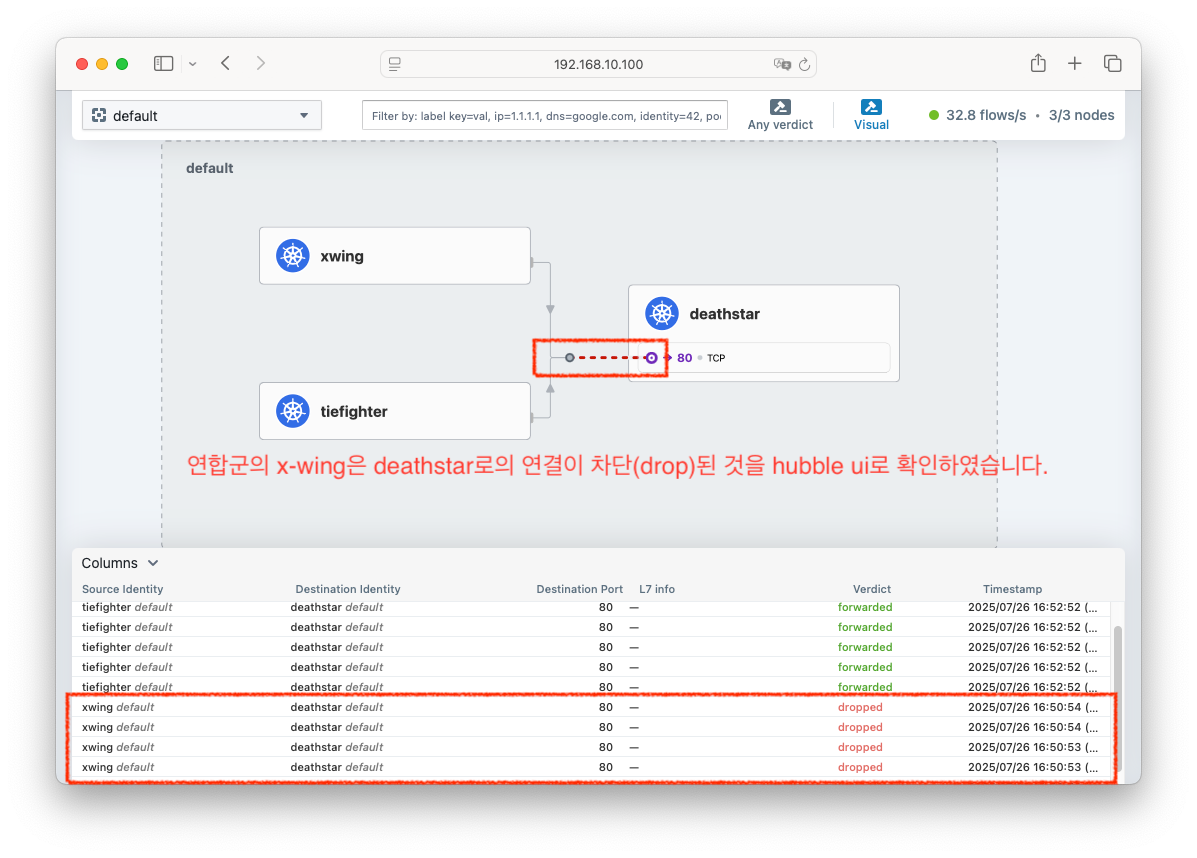 192.168.10.100
default
Filter by: label key=val, ip=1.1.1.1, dns=google.com, identity=42, po
Any verdict
Visual
32.8 flows/s • 3/3 nodes
default
xwing
deathstar
80 TCP
tiefighter
연합군의 x-wing은 deathstar로의 연결이 차단(drop)된 것을 hubble ui로 확인하였습니다.
Columns
Source Identity Destination Identity Destination Port L7 info Verdict Timestamp
tiefighter default deathstar default 80 — forwarded 2025/07/26 16:52:52 (...
tiefighter default deathstar default 80 — forwarded 2025/07/26 16:52:52 (...
tiefighter default deathstar default 80 — forwarded 2025/07/26 16:52:52 (...
tiefighter default deathstar default 80 — forwarded 2025/07/26 16:52:52 (...
tiefighter default deathstar default 80 — forwarded 2025/07/26 16:52:52 (...
xwing default deathstar default 80 — dropped 2025/07/26 16:50:54 (...
xwing default deathstar default 80 — dropped 2025/07/26 16:50:54 (...
xwing default deathstar default 80 — dropped 2025/07/26 16:50:53 (...
xwing default deathstar default 80 — dropped 2025/07/26 16:50:53 (...